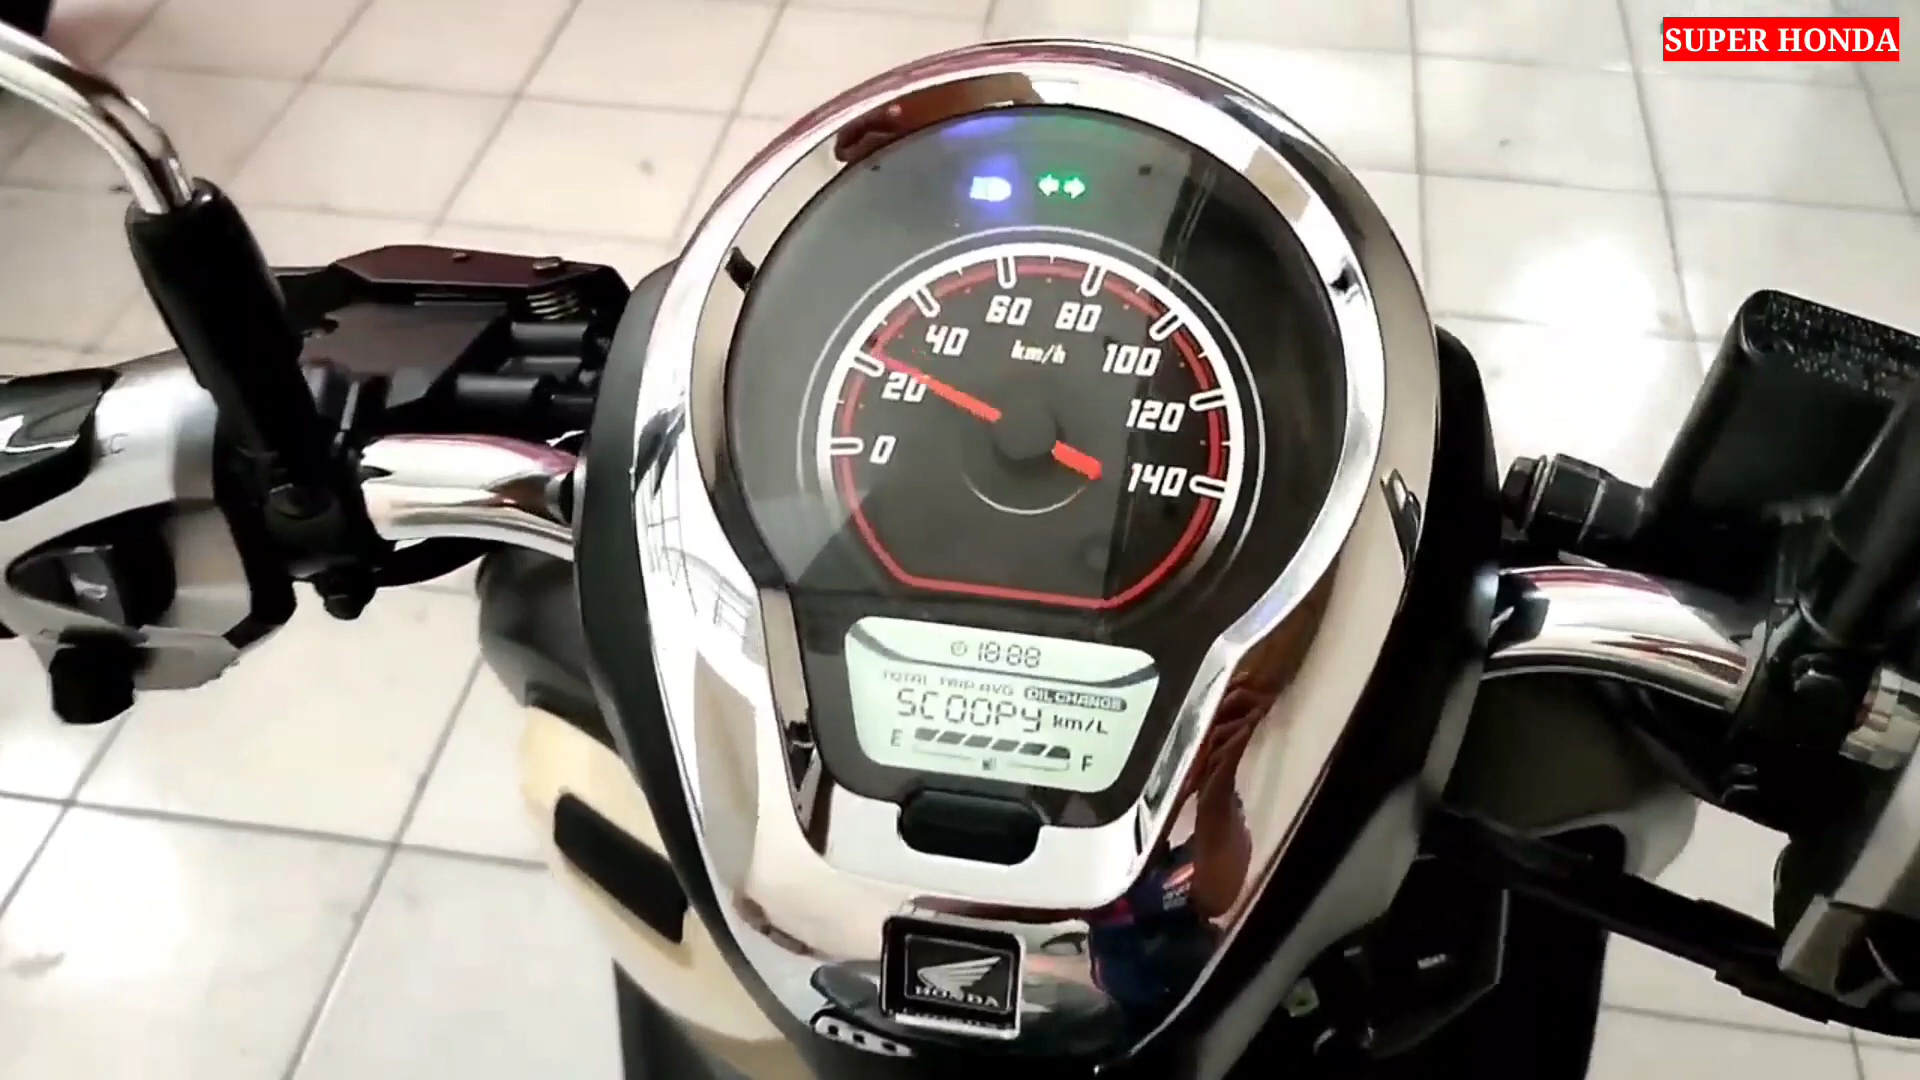 SUPER HONDA
60 80
40 km/h 100
20 120
0 140
18:88
TOTAL TRIP AVG OIL CHANGE
SCOOPY km/L
E F
HONDA